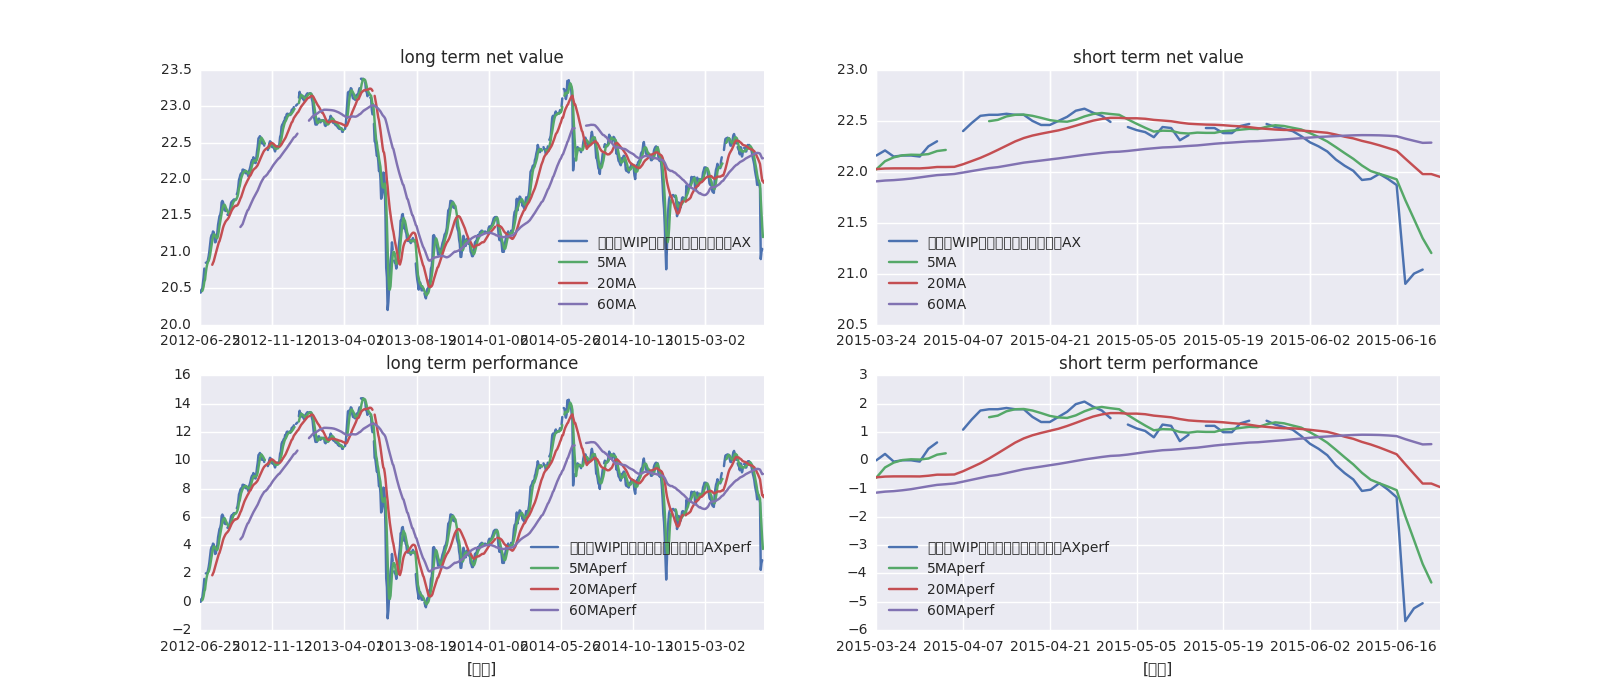 long term net value
23.5
23.0
22.5
22.0
21.5
21.0
20.5
20.0
WIP AX
5MA
20MA
60MA
2012-06-25 2012-11-12 2013-04-01 2013-08-19 2014-01-06 2014-05-26 2014-10-13 2015-03-02
short term net value
23.0
22.5
22.0
21.5
21.0
20.5
WIP AX
5MA
20MA
60MA
2015-03-24 2015-04-07 2015-04-21 2015-05-05 2015-05-19 2015-06-02 2015-06-16
long term performance
16
14
12
10
8
6
4
2
0
−2
WIP AXperf
5MAperf
20MAperf
60MAperf
2012-06-25 2012-11-12 2013-04-01 2013-08-19 2014-01-06 2014-05-26 2014-10-13 2015-03-02
short term performance
3
2
1
0
−1
−2
−3
−4
−5
−6
WIP AXperf
5MAperf
20MAperf
60MAperf
2015-03-24 2015-04-07 2015-04-21 2015-05-05 2015-05-19 2015-06-02 2015-06-16